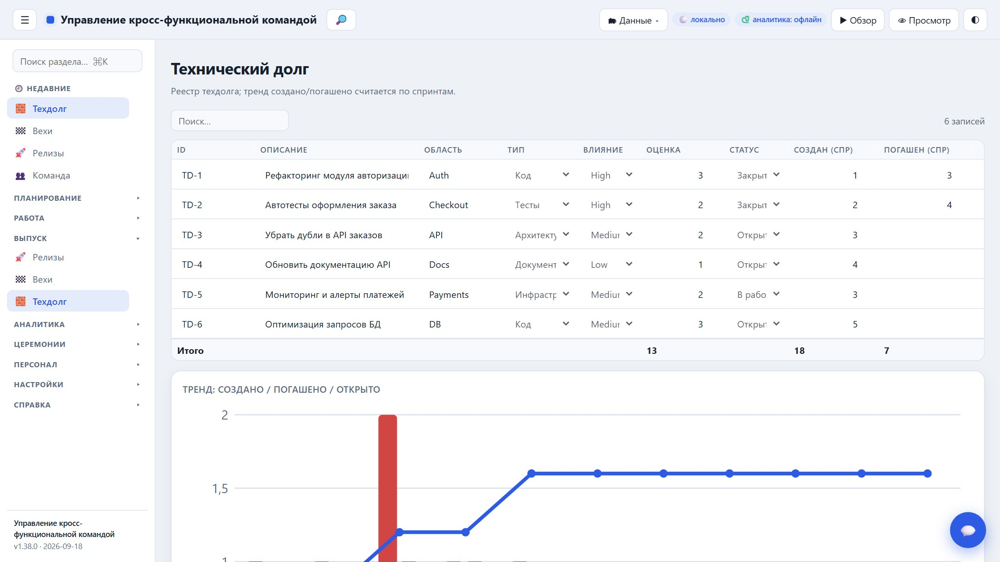 ☰ Управление кросс-функциональной командой
Данные ▾ локально аналитика: офлайн ▶ Обзор Просмотр
Поиск раздела... ⌘K
НЕДАВНИЕ
Техдолг
Вехи
Релизы
Команда
ПЛАНИРОВАНИЕ
РАБОТА
ВЫПУСК
Релизы
Вехи
Техдолг
АНАЛИТИКА
ЦЕРЕМОНИИ
ПЕРСОНАЛ
НАСТРОЙКИ
СПРАВКА
Управление кросс-
функциональной командой
v1.38.0 · 2026-09-18
Технический долг
Реестр техдолга; тренд создано/погашено считается по спринтам.
Поиск... 6 записей
ID ОПИСАНИЕ ОБЛАСТЬ ТИП ВЛИЯНИЕ ОЦЕНКА СТАТУС СОЗДАН (СПР) ПОГАШЕН (СПР)
TD-1 Рефакторинг модуля авторизации Auth Код High 3 Закрыт 1 3
TD-2 Автотесты оформления заказа Checkout Тесты High 2 Закрыт 2 4
TD-3 Убрать дубли в API заказов API Архитекту Medium 2 Открыт 3
TD-4 Обновить документацию API Docs Документ Low 1 Открыт 4
TD-5 Мониторинг и алерты платежей Payments Инфрастр Medium 2 В рабо 3
TD-6 Оптимизация запросов БД DB Код Medium 3 Открыт 5
Итого 13 18 7
ТРЕНД: СОЗДАНО / ПОГАШЕНО / ОТКРЫТО
2
1,5
1